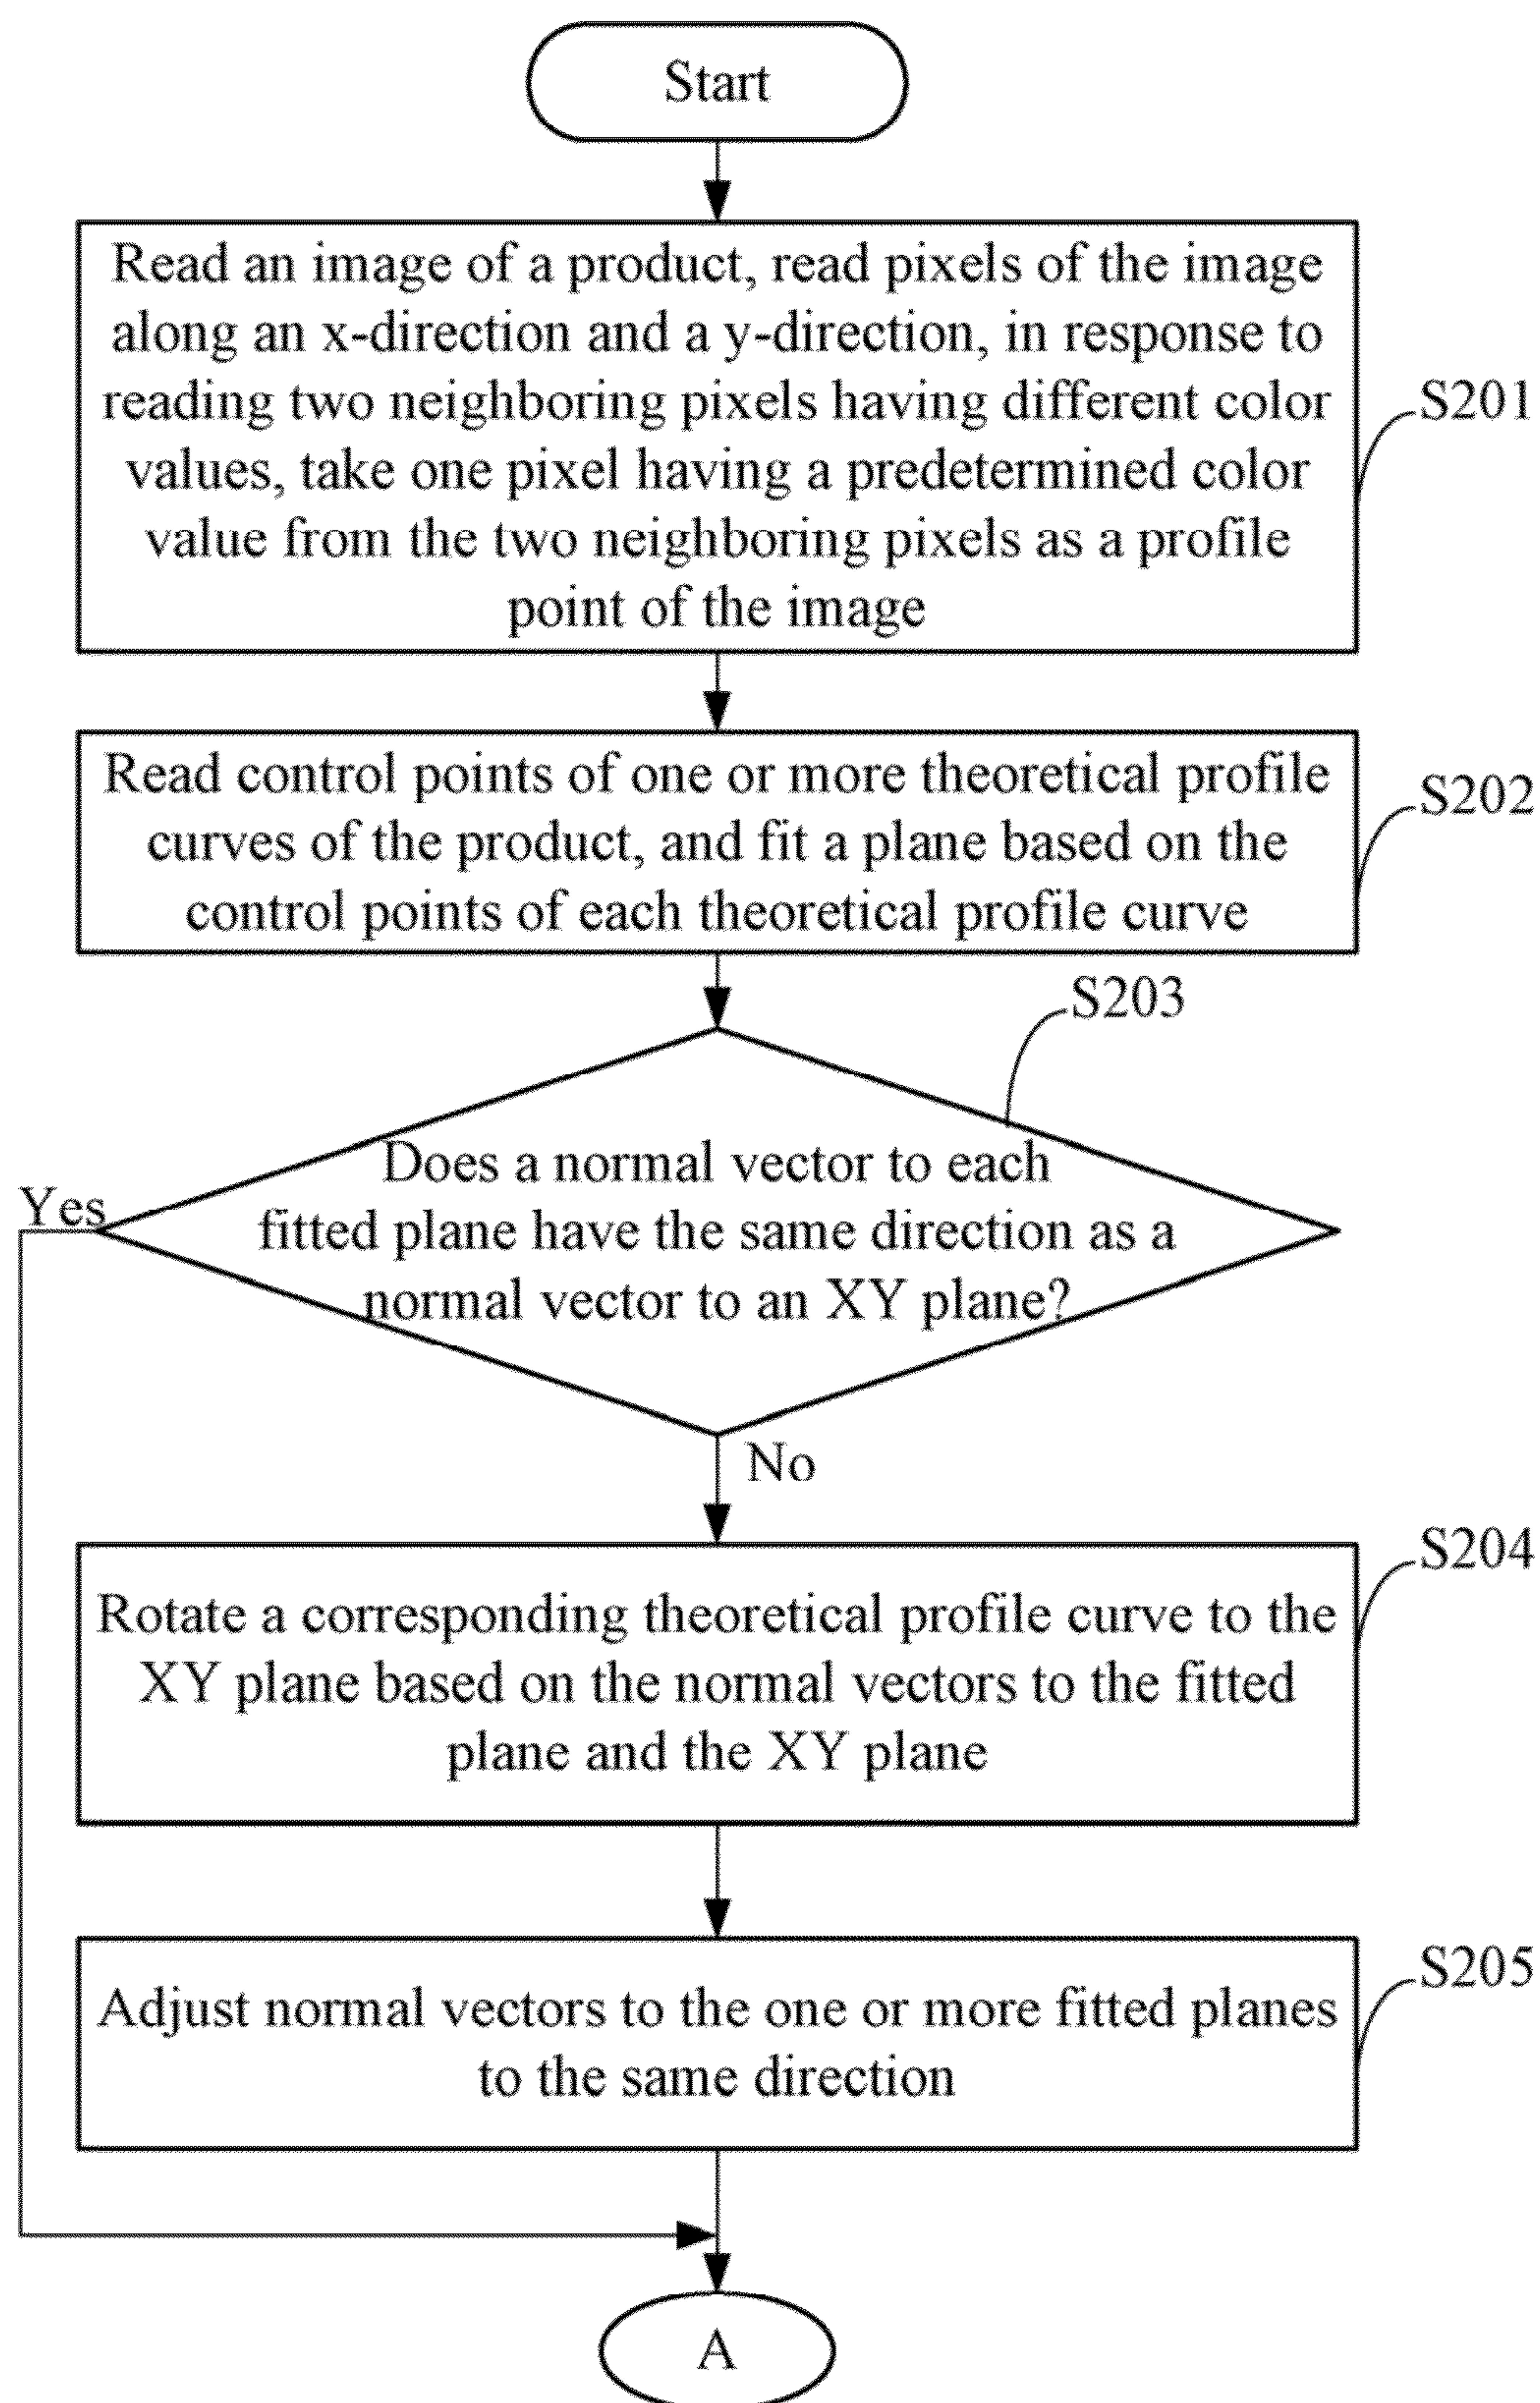 Start
Read an image of a product, read pixels of the image
along an x-direction and a y-direction, in response to
reading two neighboring pixels having different color
values, take one pixel having a predetermined color
value from the two neighboring pixels as a profile
point of the image
S201
Read control points of one or more theoretical profile
curves of the product, and fit a plane based on the
control points of each theoretical profile curve
S202
S203
Does a normal vector to each
fitted plane have the same direction as a
normal vector to an XY plane?
Yes
No
Rotate a corresponding theoretical profile curve to the
XY plane based on the normal vectors to the fitted
plane and the XY plane
S204
Adjust normal vectors to the one or more fitted planes
to the same direction
S205
A